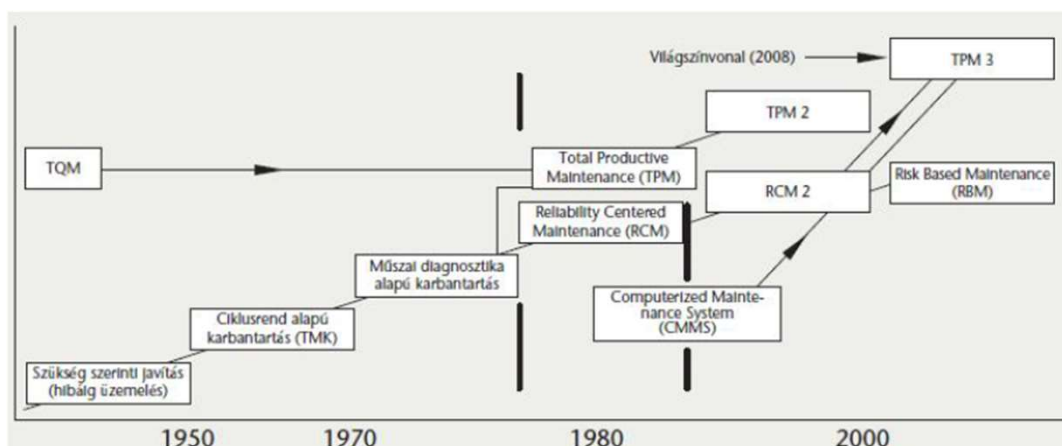 Világszínvonal (2008)
TPM 3
TPM 2
TQM
Total Productive
Maintenance (TPM)
Risk Based Maintenance
(RBM)
RCM 2
Reliability Centered
Maintenance (RCM)
Műszai diagnosztika
alapú karbantartás
Computerized Mainte-
nance System
(CMMS)
Ciklusrend alapú
karbantartás (TMK)
Szükség szerinti javítás
(hibáig üzemelés)
1950
1970
1980
2000